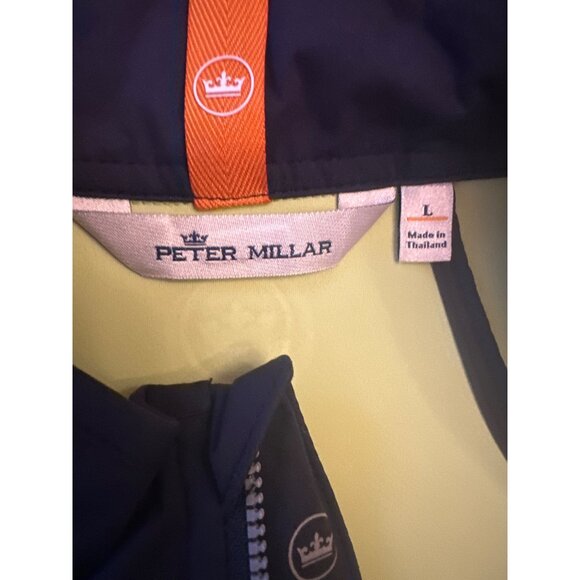 PETER MILLAR
L
Made in
Thailand